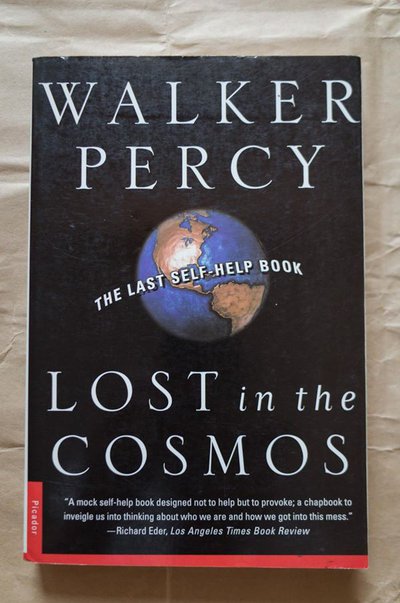 WALKER
PERCY
THE LAST SELF-HELP BOOK
LOST in the
COSMOS
Picador
“A mock self-help book designed not to help but to provoke; a chapbook to
inveigle us into thinking about who we are and how we got into this mess.”
—Richard Eder, Los Angeles Times Book Review